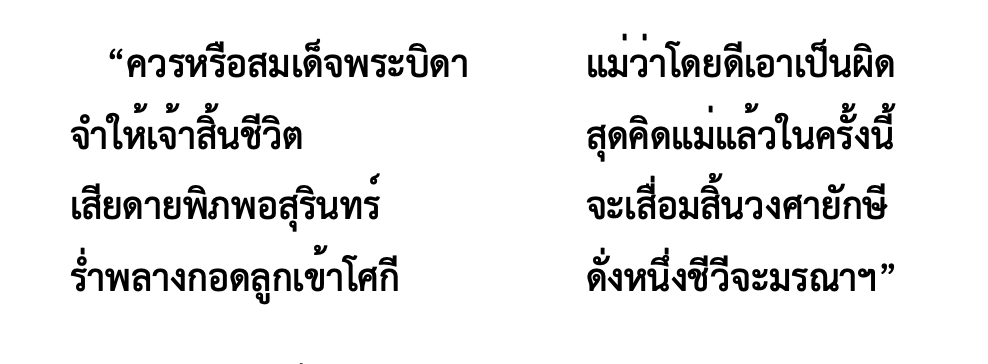 “ควรหรือสมเด็จพระบิดา แม่ว่าโดยดีเอาเป็นผิด
จำให้เจ้าสิ้นชีวิต สุดคิดแม่แล้วในครั้งนี้
เสียดายพิภพอสุรินทร์ จะเสื่อมสิ้นวงศายักษี
ร่ำพลางกอดลูกเข้าโศกี ดั่งหนึ่งชีวีจะมรณาฯ”